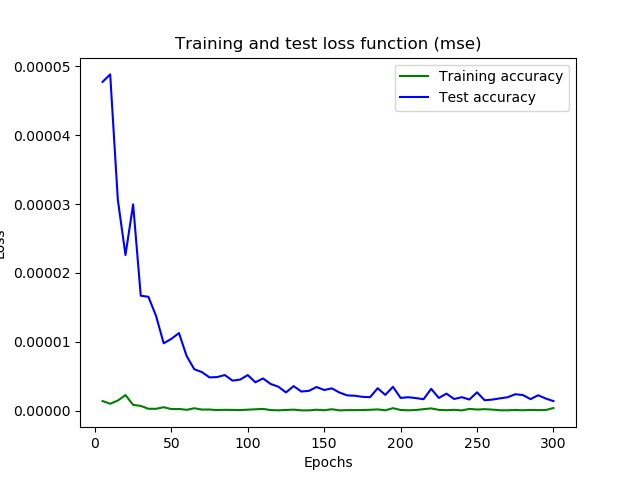 Training and test loss function (mse)
Training accuracy
Test accuracy
0.00005
0.00004
0.00003
0.00002
0.00001
0.00000
Loss
0
50
100
150
200
250
300
Epochs